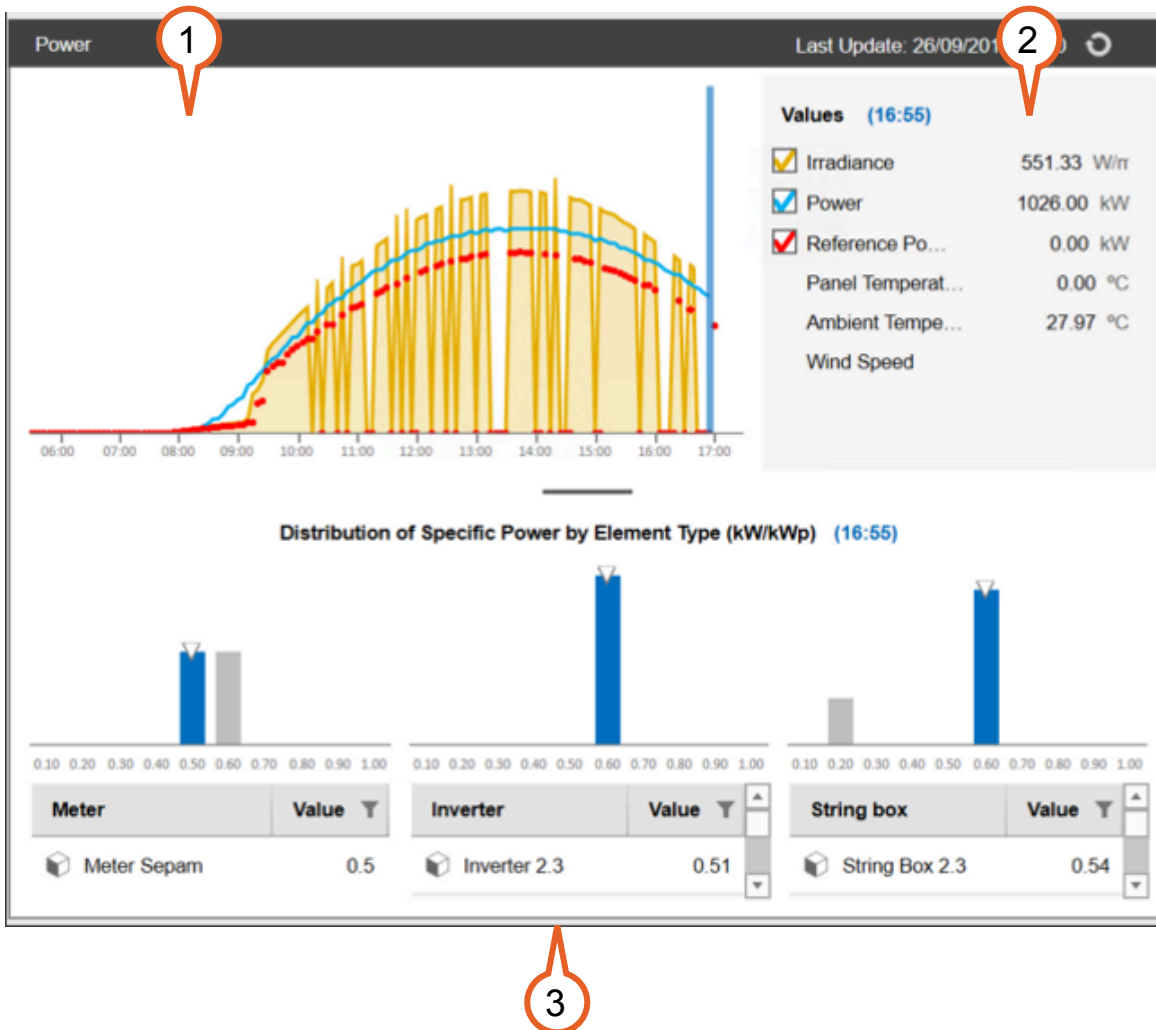 Power
1
Last Update: 26/09/201
2
Values (16:55)
Irradiance 551.33 W/m
Power 1026.00 kW
Reference Po... 0.00 kW
Panel Temperat... 0.00 ºC
Ambient Tempe... 27.97 ºC
Wind Speed
06:00 07:00 08:00 09:00 10:00 11:00 12:00 13:00 14:00 15:00 16:00 17:00
Distribution of Specific Power by Element Type (kW/kWp) (16:55)
0.10 0.20 0.30 0.40 0.50 0.60 0.70 0.80 0.90 1.00
0.10 0.20 0.30 0.40 0.50 0.60 0.70 0.80 0.90 1.00
0.10 0.20 0.30 0.40 0.50 0.60 0.70 0.80 0.90 1.00
Meter Value
Meter Sepam 0.5
Inverter Value
Inverter 2.3 0.51
String box Value
String Box 2.3 0.54
3